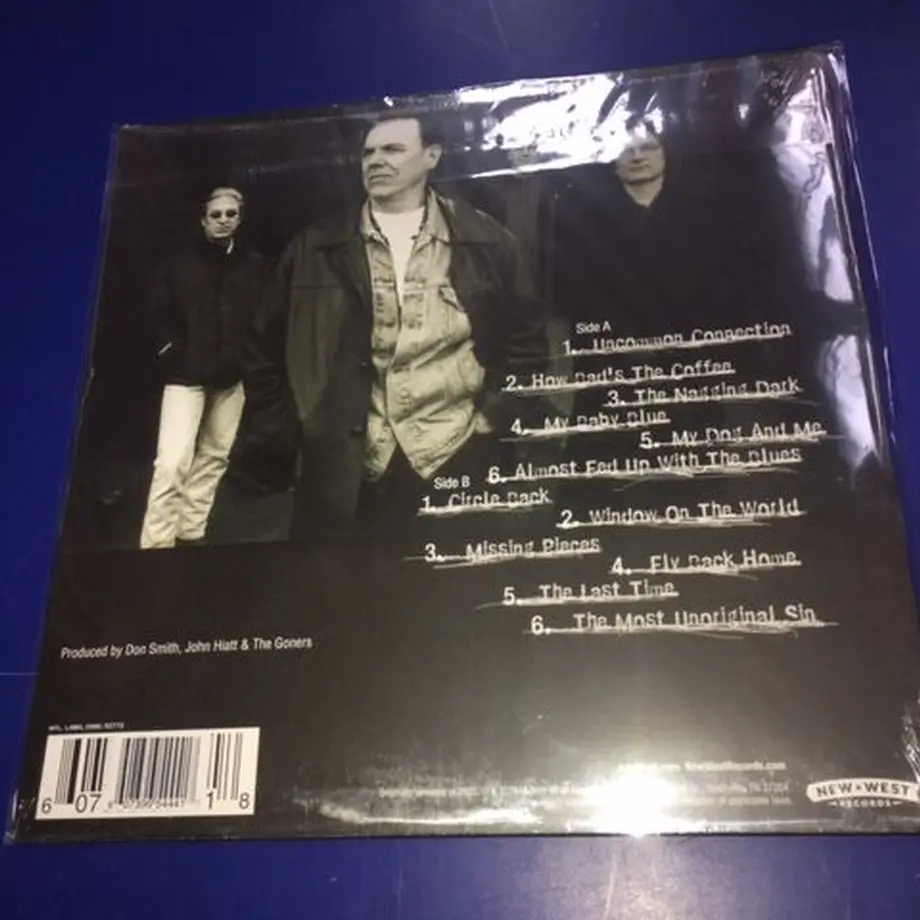 Side A
1. Uncommon Connection
2. How Bad's The Coffee
3. The Nagging Dark
4. My Baby Blue
5. My Dog And Me
6. Almost Fed Up With The Blues
Side B
1. Circle Back
2. Window On The World
3. Missing Pieces
4. Fly Back Home
5. The Last Time
6. The Most Unoriginal Sin
Produced by Don Smith, John Hiatt & The Goners
NewWestRecords.com
6 07 1 8
NEW WEST
RECORDS